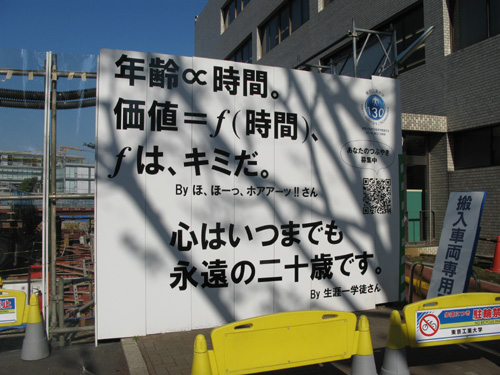 年齢∝時間。
価値＝f(時間)、
fは、キミだ。
By ほ、ほーっ、ホアアーッ!!さん
心はいつまでも
永遠の二十歳です。
By 生涯一学徒さん
130
あなたのつぶやき
募集中
搬入車両専用
駐輪禁
東京工業大学